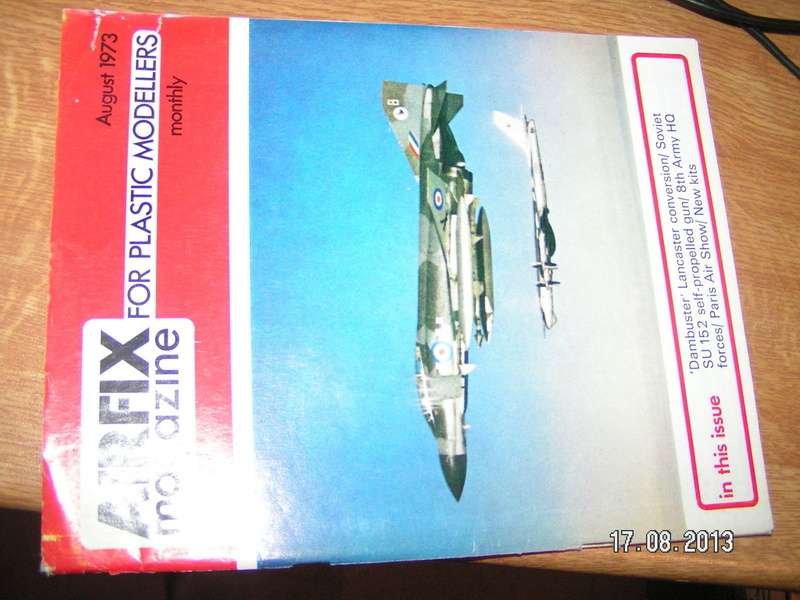 August 1973
AIRFIX
magazine
FOR PLASTIC MODELLERS
monthly
B
in this issue
'Dambuster' Lancaster conversion/ Soviet
SU 152 self-propelled gun/ 8th Army HQ
forces/ Paris Air Show/ New kits
17.08.2013